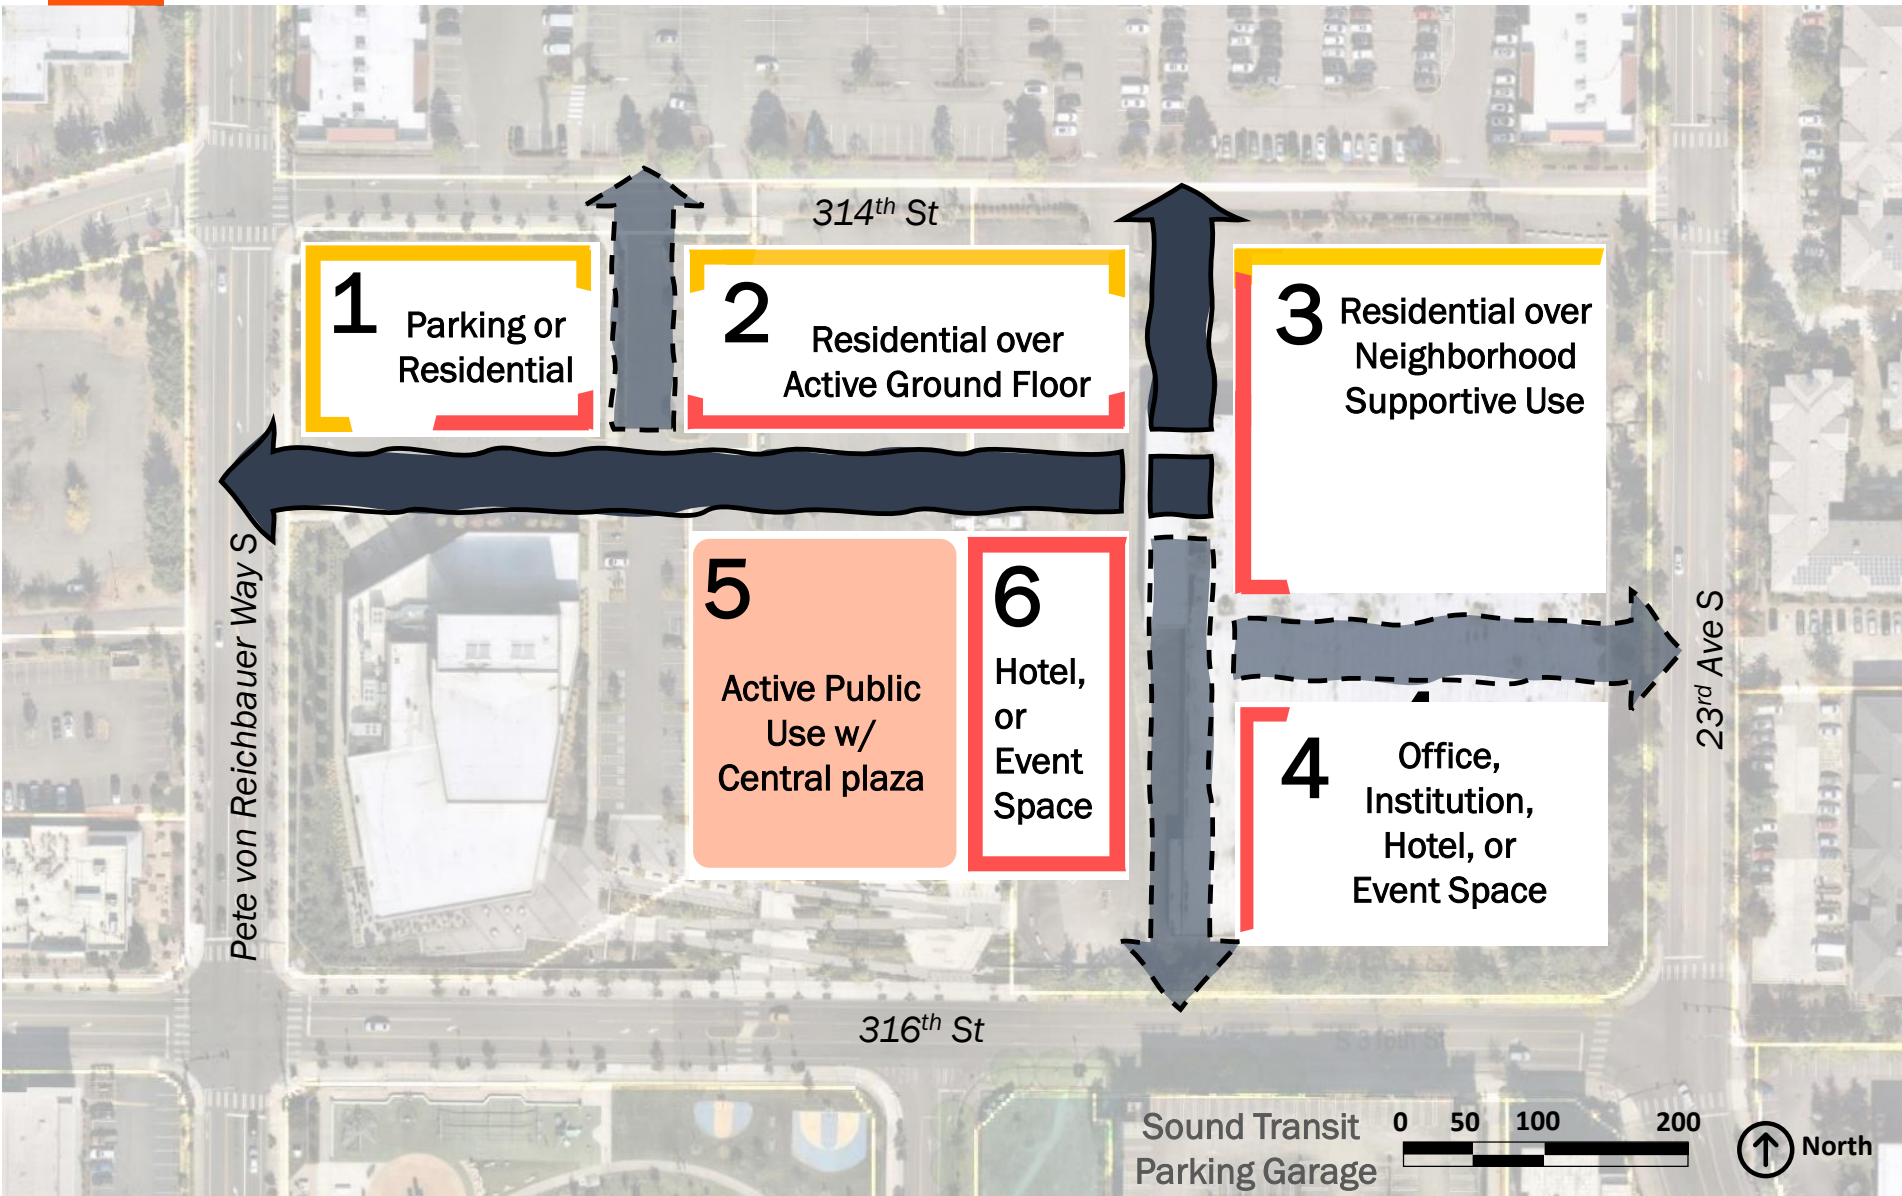 314th St
1
Parking or
Residential
2
Residential over
Active Ground Floor
3
Residential over
Neighborhood
Supportive Use
Pete von Reichbauer Way S
5
Active Public
Use w/
Central plaza
6
Hotel,
or
Event
Space
23rd Ave S
4
Office,
Institution,
Hotel, or
Event Space
316th St
S 316th St
Sound Transit
Parking Garage
0 50 100 200
North